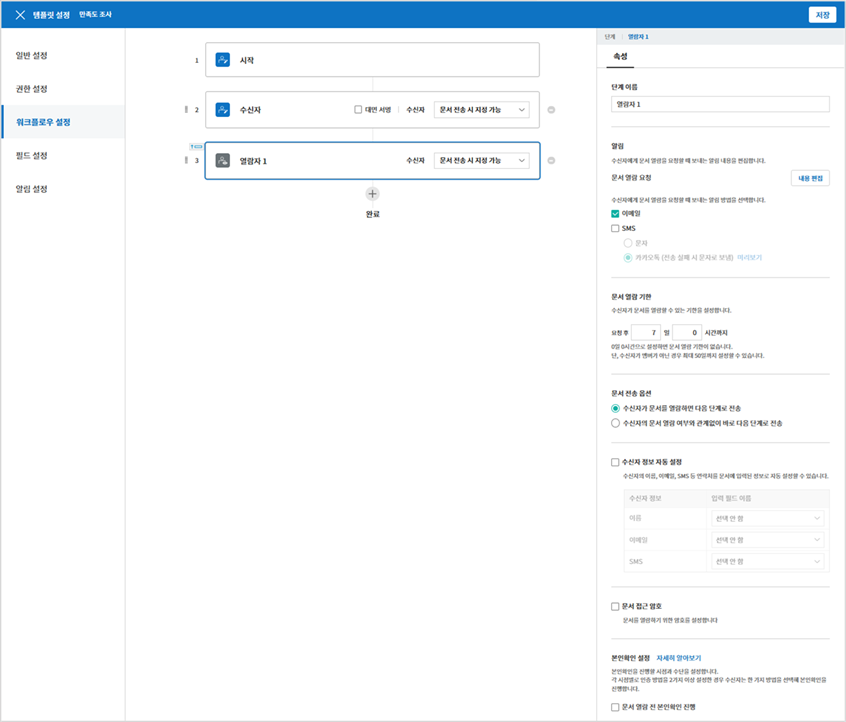 템플릿 설정 만족도 조사
저장
일반 설정
권한 설정
워크플로우 설정
필드 설정
알림 설정
1 시작
2 수신자 대면 서명 수신자 문서 전송 시 지정 가능
3 열람자 1 수신자 문서 전송 시 지정 가능
완료
단계 열람자 1
속성
단계 이름
열람자 1
알림
수신자에게 문서 열람을 요청할 때 보내는 알림 내용을 편집합니다.
문서 열람 요청 내용 편집
수신자에게 문서 열람을 요청할 때 보내는 알림 방법을 선택합니다.
이메일
SMS
문자
카카오톡 (전송 실패 시 문자로 보냄) 미리보기
문서 열람 기한
수신자가 문서를 열람할 수 있는 기한을 설정합니다.
요청 후 7 일 0 시간까지
0일 0시간으로 설정하면 문서 열람 기한이 없습니다.
단, 수신자가 멤버가 아닌 경우 최대 50일까지 설정할 수 있습니다.
문서 전송 옵션
수신자가 문서를 열람하면 다음 단계로 전송
수신자의 문서 열람 여부와 관계없이 바로 다음 단계로 전송
수신자 정보 자동 설정
수신자의 이름, 이메일, SMS 등 연락처를 문서에 입력된 정보로 자동 설정할 수 있습니다.
수신자 정보 입력 필드 이름
이름 선택 안 함
이메일 선택 안 함
SMS 선택 안 함
문서 접근 암호
문서를 열람하기 위한 암호를 설정합니다
본인확인 설정 자세히 알아보기
본인확인을 진행할 시점과 수단을 설정합니다.
각 시점별로 인증 방법을 2가지 이상 설정한 경우 수신자는 한 가지 방법을 선택해 본인확인을
진행합니다.
문서 열람 전 본인확인 진행